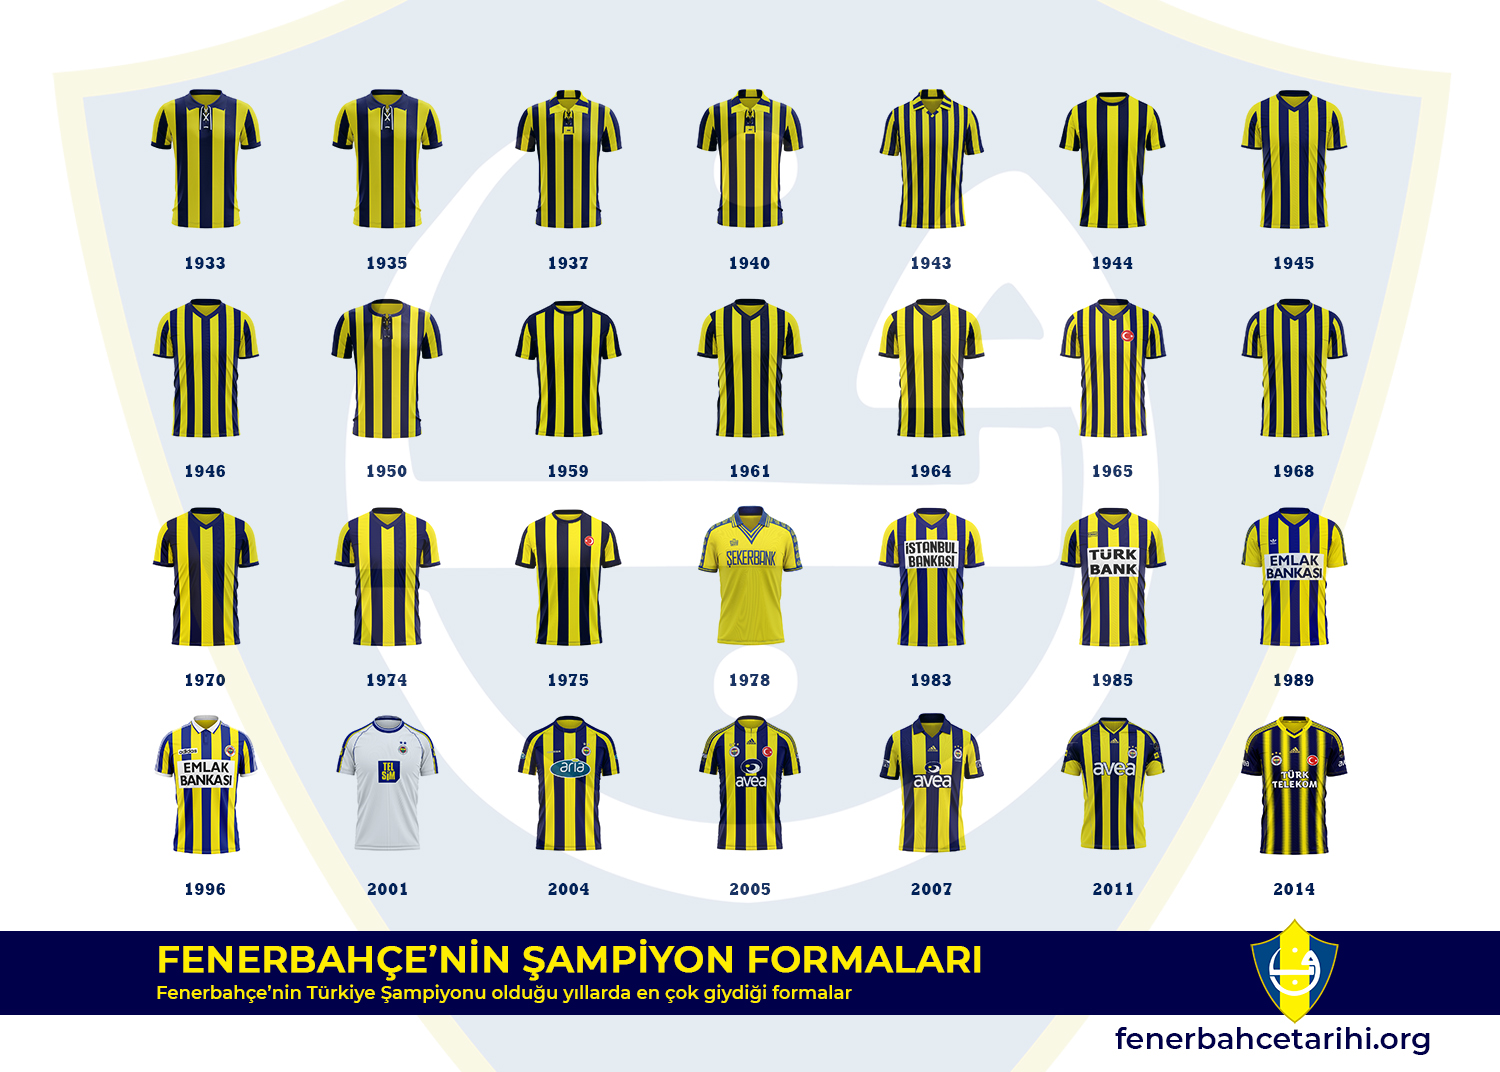 1933 1935 1937 1940 1943 1944 1945
1946 1950 1959 1961 1964 1965 1968
ŞEKERBANK
İSTANBUL
BANKASI
TÜRK
BANK
EMLAK
BANKASI
1970 1974 1975 1978 1983 1985 1989
adidas
EMLAK
BANKASI
TEL
SİM
aria
avea
avea
avea
TÜRK
TELEKOM
1996 2001 2004 2005 2007 2011 2014
FENERBAHÇE’NİN ŞAMPİYON FORMALARI
Fenerbahçe’nin Türkiye Şampiyonu olduğu yıllarda en çok giydiği formalar
fenerbahcetarihi.org